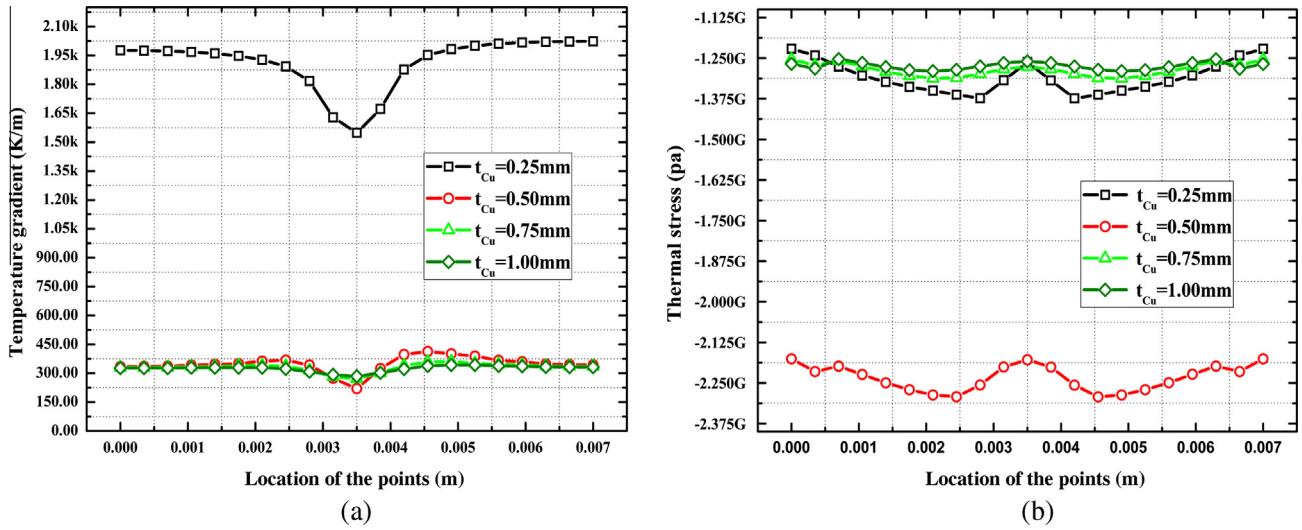 (a)
2.10k
1.95k
1.80k
1.65k
1.50k
1.35k
1.20k
1.05k
900.00
750.00
600.00
450.00
300.00
150.00
0.00
Temperature gradient (K/m)
t_Cu=0.25mm
t_Cu=0.50mm
t_Cu=0.75mm
t_Cu=1.00mm
0.000 0.001 0.002 0.003 0.004 0.005 0.006 0.007
Location of the points (m)
(a)
(b)
-1.125G
-1.250G
-1.375G
-1.500G
-1.625G
-1.750G
-1.875G
-2.000G
-2.125G
-2.250G
-2.375G
Thermal stress (pa)
t_Cu=0.25mm
t_Cu=0.50mm
t_Cu=0.75mm
t_Cu=1.00mm
0.000 0.001 0.002 0.003 0.004 0.005 0.006 0.007
Location of the points (m)
(b)